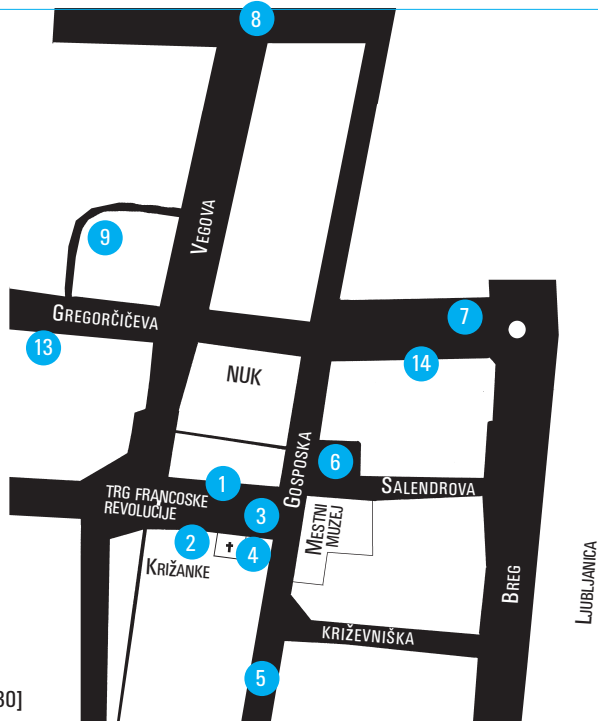 8
VEGOVA
9
GREGORČIČEVA
7
13
14
NUK
GOSPOSKA
6
1
SALENDROVA
TRG FRANCOSKE
REVOLUCIJE
3
MESTNI
MUZEJ
2
4
KRIŽANKE
BREG
LJUBLJANICA
KRIŽEVNIŠKA
5
30]